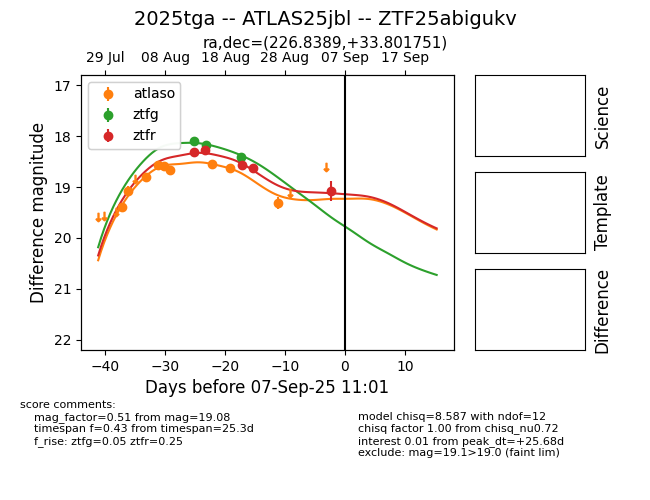 2025tga -- ATLAS25jbl -- ZTF25abigukv
ra,dec=(226.8389,+33.801751)
29 Jul 08 Aug 18 Aug 28 Aug 07 Sep 17 Sep
atlaso
ztfg
ztfr
17
18
19
20
21
22
Difference magnitude
−40 −30 −20 −10 0 10
Days before 07-Sep-25 11:01
Science
Template
Difference
score comments:
mag_factor=0.51 from mag=19.08
timespan f=0.43 from timespan=25.3d
f_rise: ztfg=0.05 ztfr=0.25
model chisq=8.587 with ndof=12
chisq factor 1.00 from chisq_nu0.72
interest 0.01 from peak_dt=+25.68d
exclude: mag=19.1>19.0 (faint lim)